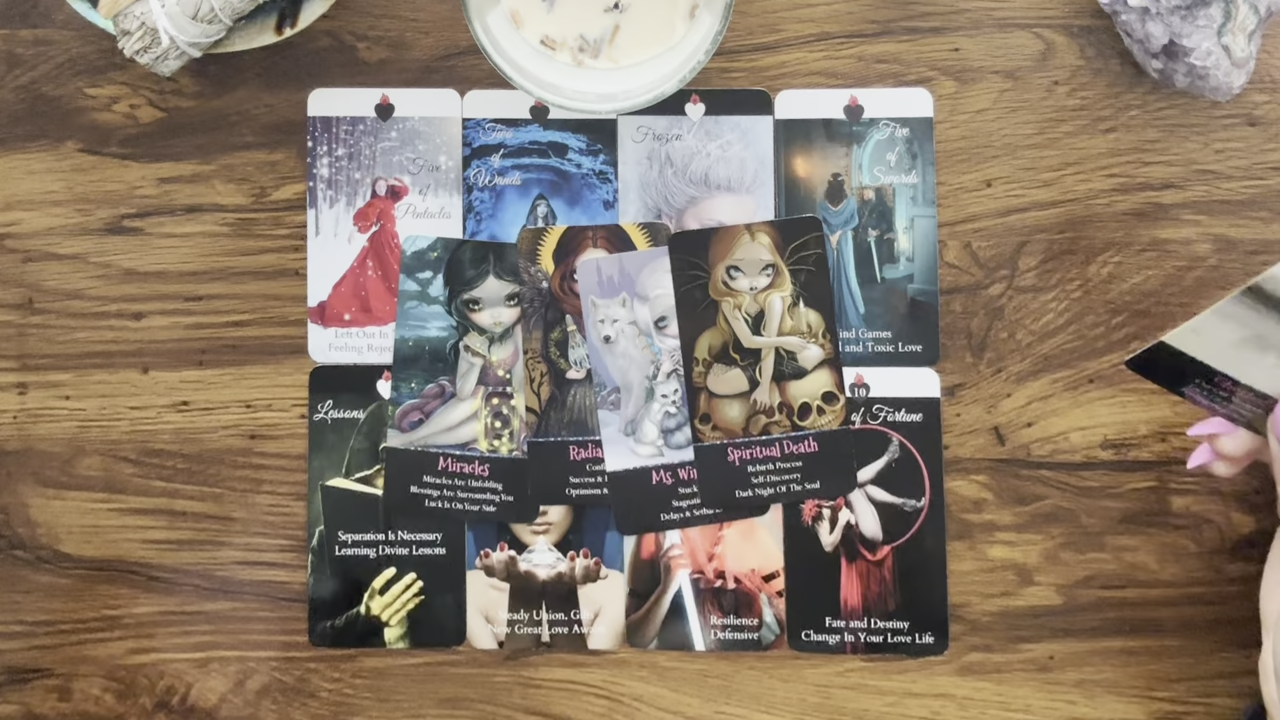 Five
of
Pentacles
Left Out In
Feeling Rejec
Two
of
Wands
Frozen
Five
of
Swords
ind Games
l and Toxic Love
Lessons
Separation Is Necessary
Learning Divine Lessons
Miracles
Miracles Are Unfolding
Blessings Are Surrounding You
Luck Is On Your Side
Radia
Conf
Success & I
Optimism &
Ms. Win
Stuck
Stagnati
Delays & Setba
Spiritual Death
Rebirth Process
Self-Discovery
Dark Night Of The Soul
10
of Fortune
eady Union. Gi
New Great Love Awa
Resilience
Defensive
Fate and Destiny
Change In Your Love Life